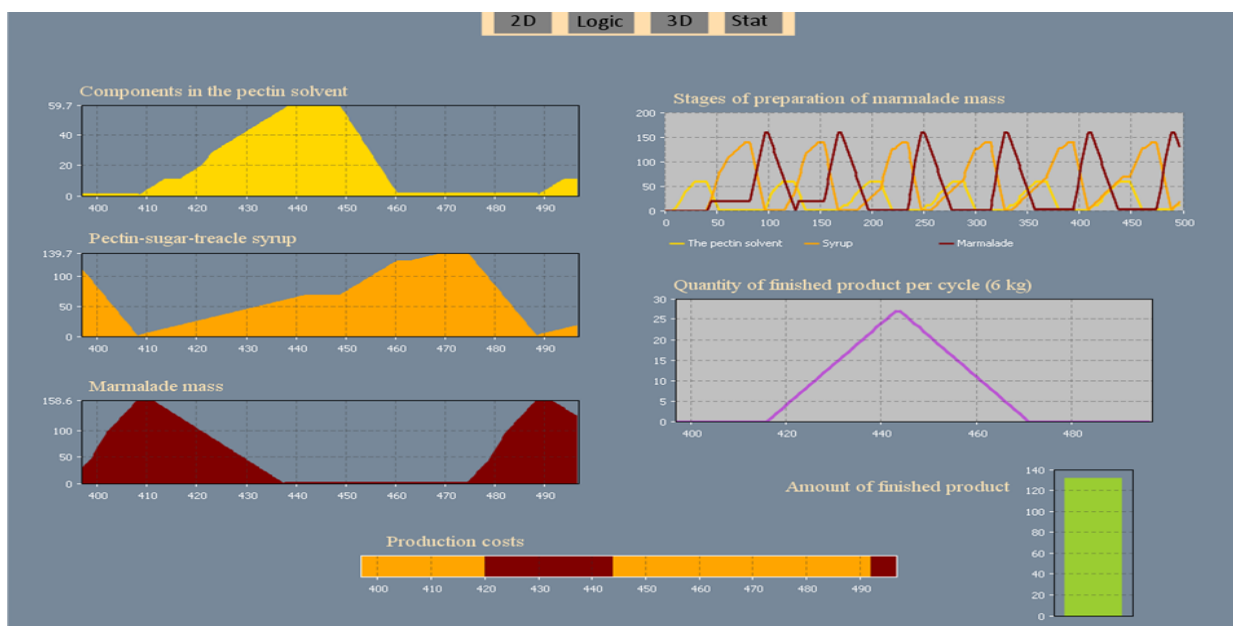 2D Logic 3D Stat
Components in the pectin solvent
59.7
40
20
0
400 410 420 430 440 450 460 470 480 490
Pectin-sugar-treacle syrup
139.7
100
50
0
400 410 420 430 440 450 460 470 480 490
Marmalade mass
158.6
100
50
0
400 410 420 430 440 450 460 470 480 490
Stages of preparation of marmalade mass
200
150
100
50
0
0 50 100 150 200 250 300 350 400 450 500
The pectin solvent Syrup Marmalade
Quantity of finished product per cycle (6 kg)
30
25
20
15
10
5
0
400 420 440 460 480
Amount of finished product
140
120
100
80
60
40
20
0
Production costs
400 410 420 430 440 450 460 470 480 490